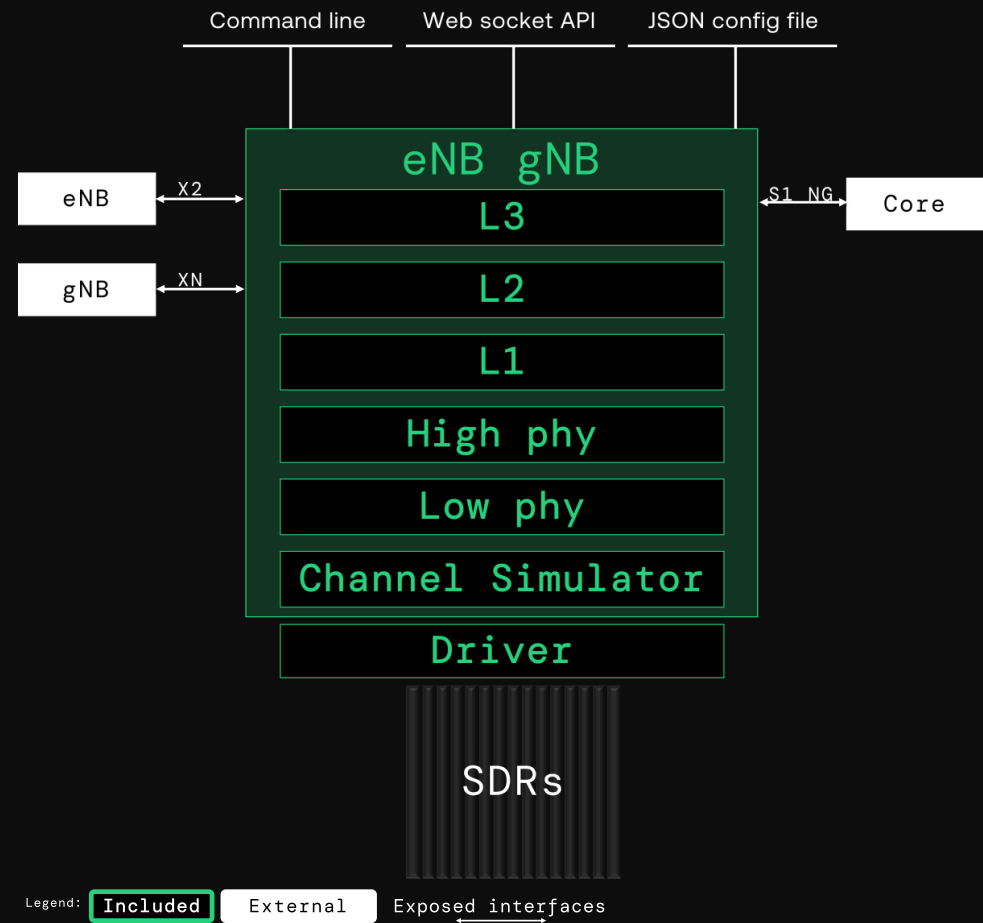 Command line
Web socket API
JSON config file
eNB gNB
eNB
X2
S1 NG
Core
gNB
XN
L3
L2
L1
High phy
Low phy
Channel Simulator
Driver
SDRs
Legend:
Included
External
Exposed interfaces